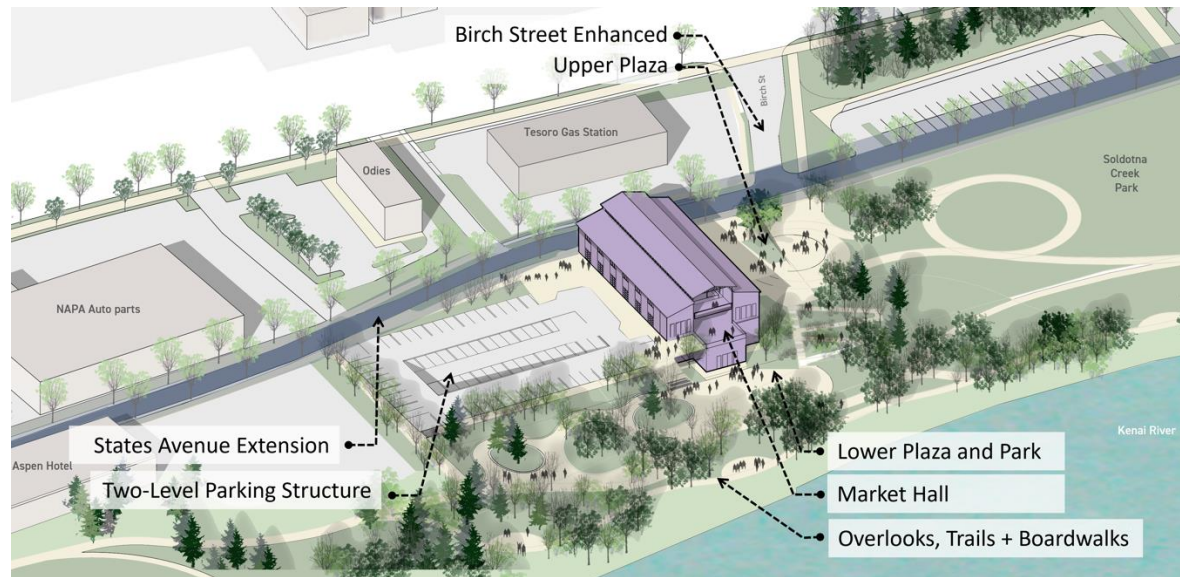 Birch Street Enhanced
Upper Plaza
Birch St
Tesoro Gas Station
Odies
Soldotna
Creek
Park
NAPA Auto parts
Kenai River
States Avenue Extension
Lower Plaza and Park
Aspen Hotel
Two-Level Parking Structure
Market Hall
Overlooks, Trails + Boardwalks